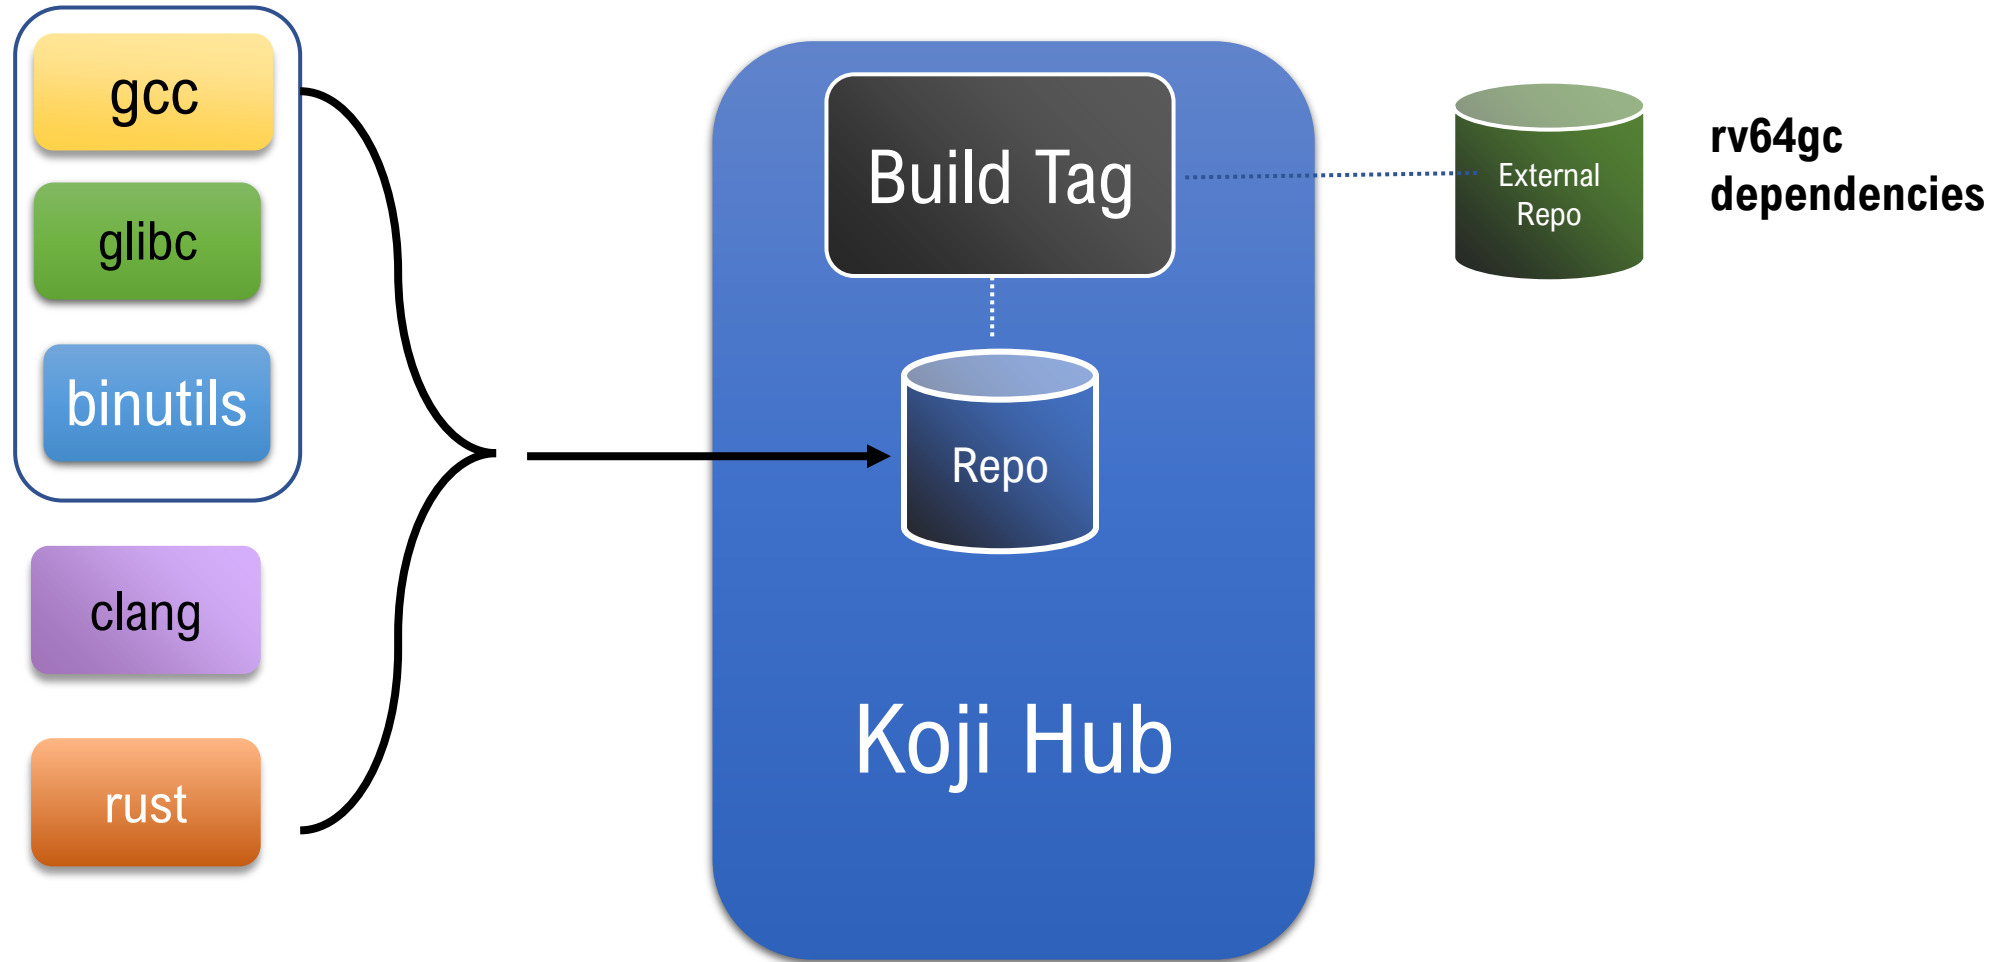 gcc
glibc
binutils
clang
rust
Build Tag
Repo
Koji Hub
External
Repo
rv64gc
dependencies